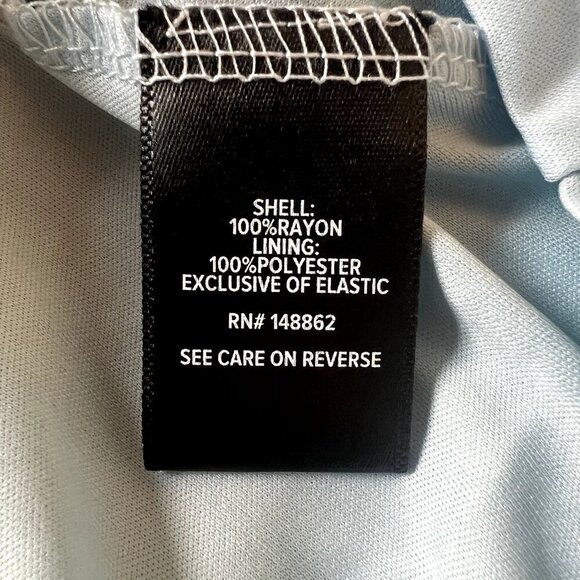 SHELL:
100%RAYON
LINING:
100%POLYESTER
EXCLUSIVE OF ELASTIC
RN# 148862
SEE CARE ON REVERSE